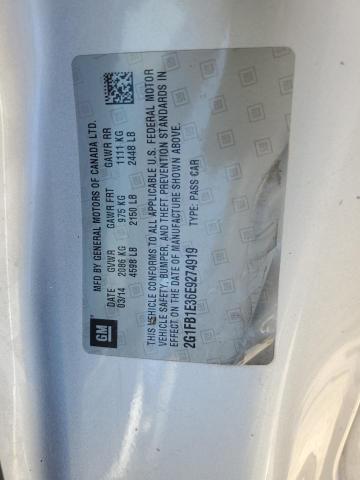 MFD BY GENERAL MOTORS OF CANADA LTD.
DATE GVWR GAWR FRT GAWR RR
03/14 2086 KG 975 KG 1111 KG
4598 LB 2150 LB 2448 LB
THIS VEHICLE CONFORMS TO ALL APPLICABLE U.S. FEDERAL MOTOR
VEHICLE SAFETY, BUMPER, AND THEFT PREVENTION STANDARDS IN
EFFECT ON THE DATE OF MANUFACTURE SHOWN ABOVE.
2G1FB1E36E9274919 TYPE: PASS CAR
GM